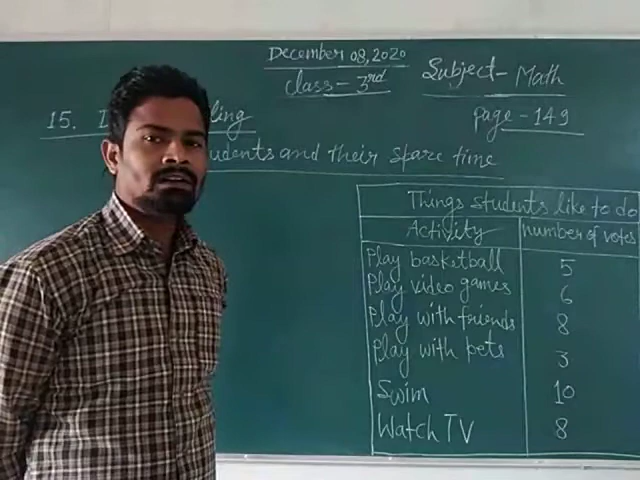 December 08, 2020
Class - 3rd
Subject - Math
Page - 149
15.
udents and their spare time
Things students like to do
Activity number of votes
Play basketball 5
Play video games 6
Play with friends 8
Play with pets 3
Swim 10
Watch TV 8